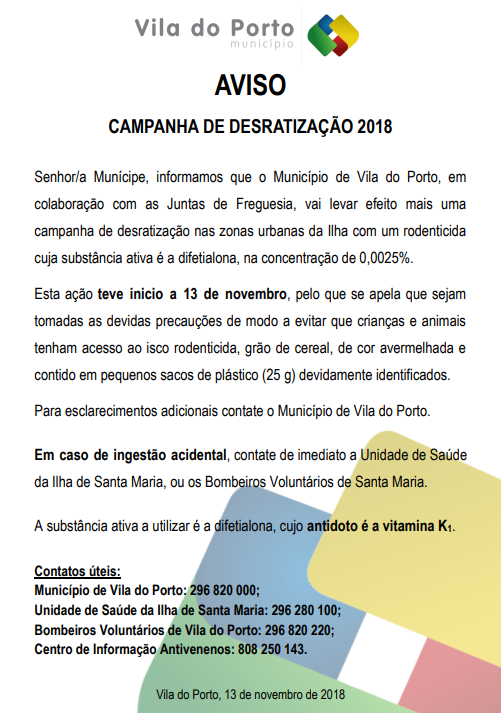 Vila do Porto
município
AVISO
CAMPANHA DE DESRATIZAÇÃO 2018
Senhor/a Munícipe, informamos que o Município de Vila do Porto, em
colaboração com as Juntas de Freguesia, vai levar efeito mais uma
campanha de desratização nas zonas urbanas da Ilha com um rodenticida
cuja substância ativa é a difetialona, na concentração de 0,0025%.
Esta ação teve inicio a 13 de novembro, pelo que se apela que sejam
tomadas as devidas precauções de modo a evitar que crianças e animais
tenham acesso ao isco rodenticida, grão de cereal, de cor avermelhada e
contido em pequenos sacos de plástico (25 g) devidamente identificados.
Para esclarecimentos adicionais contate o Município de Vila do Porto.
Em caso de ingestão acidental, contate de imediato a Unidade de Saúde
da Ilha de Santa Maria, ou os Bombeiros Voluntários de Santa Maria.
A substância ativa a utilizar é a difetialona, cujo antidoto é a vitamina K₁.
Contatos úteis:
Município de Vila do Porto: 296 820 000;
Unidade de Saúde da Ilha de Santa Maria: 296 280 100;
Bombeiros Voluntários de Vila do Porto: 296 820 220;
Centro de Informação Antivenenos: 808 250 143.
Vila do Porto, 13 de novembro de 2018